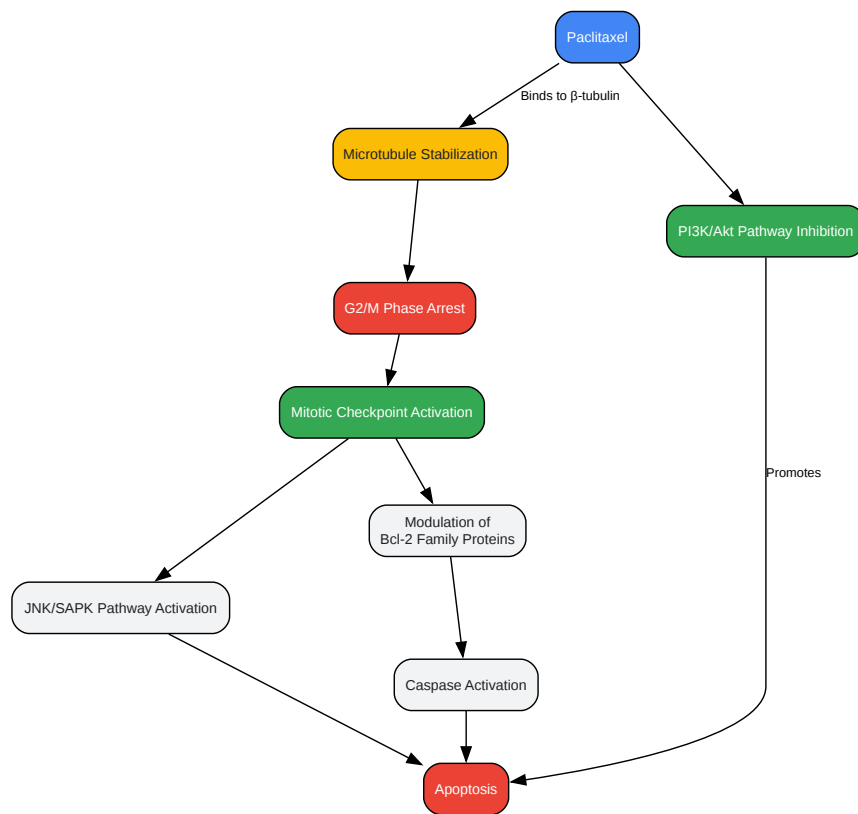 Paclitaxel
Binds to β-tubulin
Microtubule Stabilization
PI3K/Akt Pathway Inhibition
G2/M Phase Arrest
Mitotic Checkpoint Activation
Promotes
Modulation of
Bcl-2 Family Proteins
JNK/SAPK Pathway Activation
Caspase Activation
Apoptosis